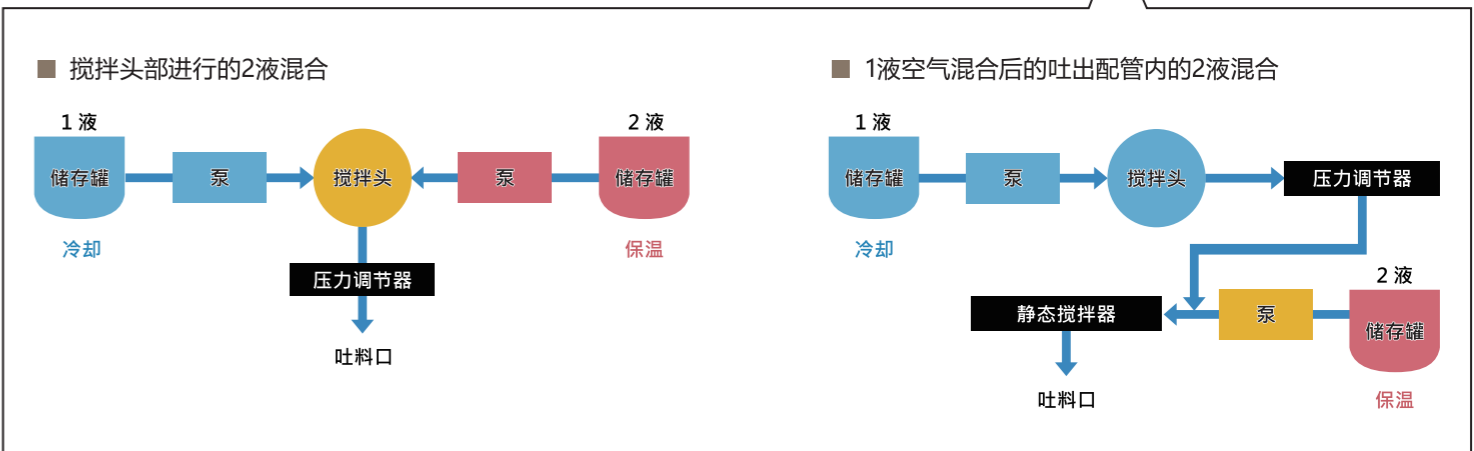 ■ 搅拌头部进行的2液混合
1 液
2 液
储存罐
泵
搅拌头
泵
储存罐
冷却
保温
压力调节器
吐料口
■ 1液空气混合后的吐出配管内的2液混合
1 液
储存罐
泵
搅拌头
压力调节器
冷却
2 液
静态搅拌器
泵
储存罐
吐料口
保温